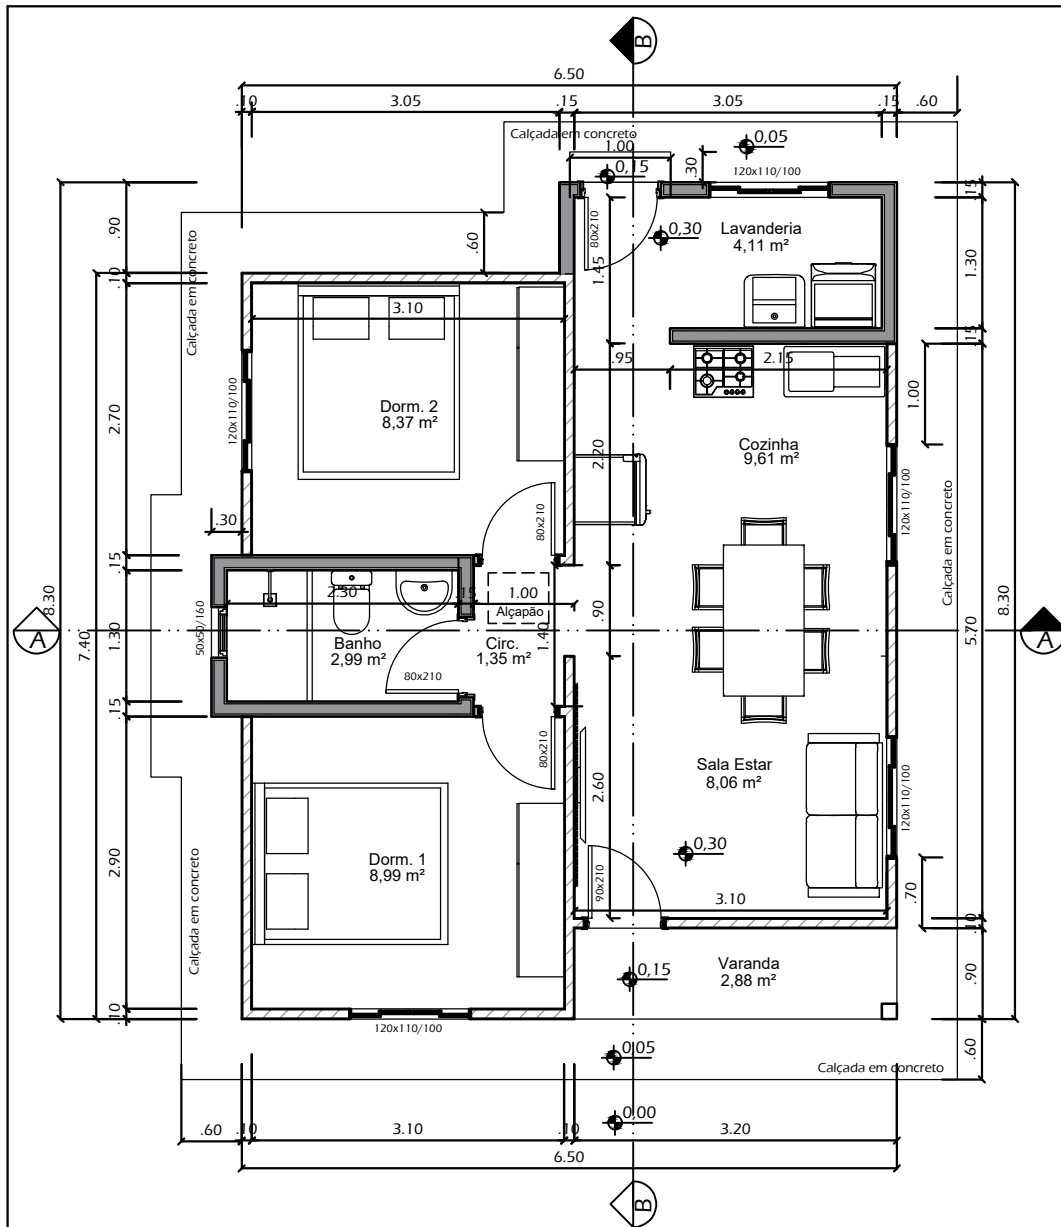 B
6.50
.10
3.05
.15
3.05
.15
.60
Calçada em concreto
1.00
0,05
0,15
.30
120x110/100
.15
.90
.60
80x210
0,30
Lavanderia
4,11 m²
1.45
1.30
.10
Calçada em concreto
3.10
.15
.95
2.15
1.00
120x110/100
Dorm. 2
8,37 m²
2.70
2.20
Cozinha
9,61 m²
120x110/100
Calçada em concreto
.30
80x210
.15
8.30
7.40
1.30
50x50/160
2.30
.15
1.00
Alçapão
.90
1.40
A
Banho
2,99 m²
Circ.
1,35 m²
80x210
5.70
8.30
A
.15
80x210
Sala Estar
8,06 m²
2.60
120x110/100
Dorm. 1
8,99 m²
2.90
0,30
90x210
.70
Calçada em concreto
3.10
.10
Varanda
2,88 m²
0,15
.90
.10
120x110/100
.60
0,05
Calçada em concreto
0,00
.60
.10
3.10
.10
3.20
6.50
B